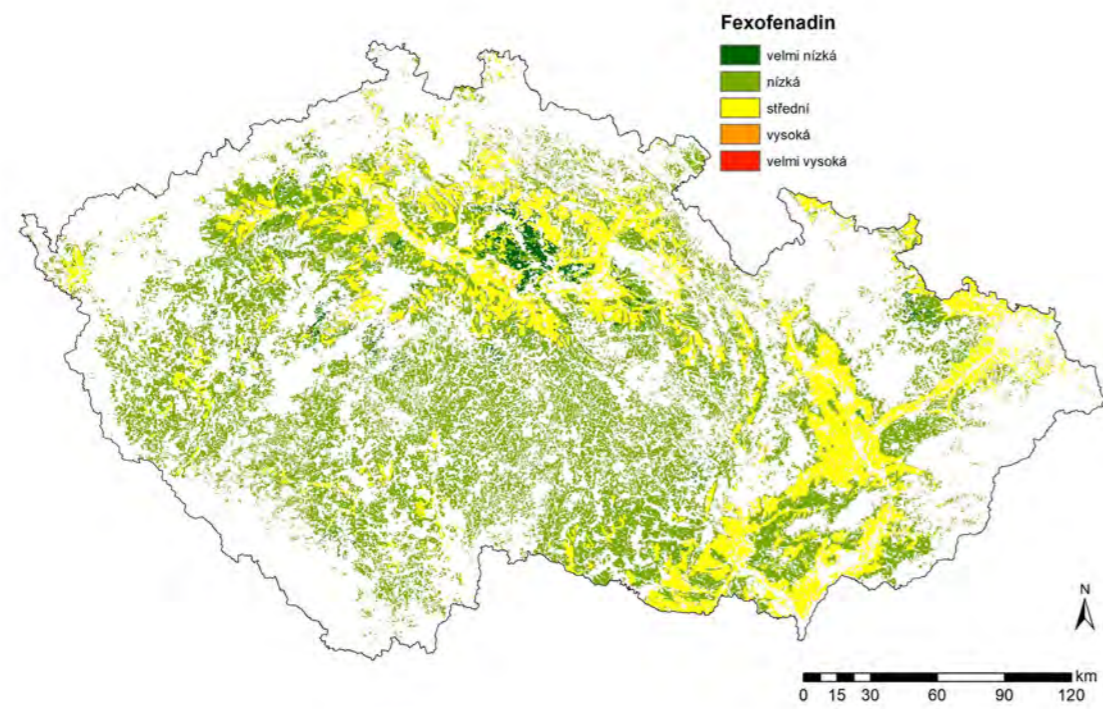 Fexofenadin
velmi nízká
nízká
střední
vysoká
velmi vysoká
N
km
0 15 30 60 90 120